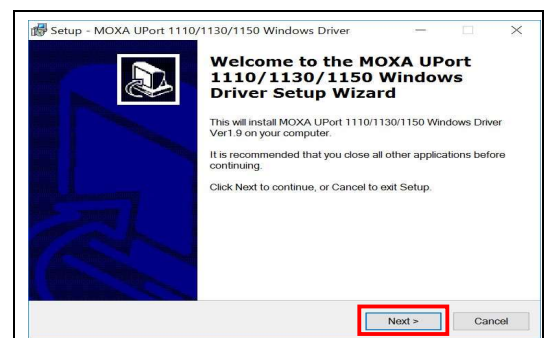 Setup - MOXA UPort 1110/1130/1150 Windows Driver
Welcome to the MOXA UPort
1110/1130/1150 Windows
Driver Setup Wizard
This will install MOXA UPort 1110/1130/1150 Windows Driver
Ver1.9 on your computer.
It is recommended that you close all other applications before
continuing.
Click Next to continue, or Cancel to exit Setup.
Next > Cancel